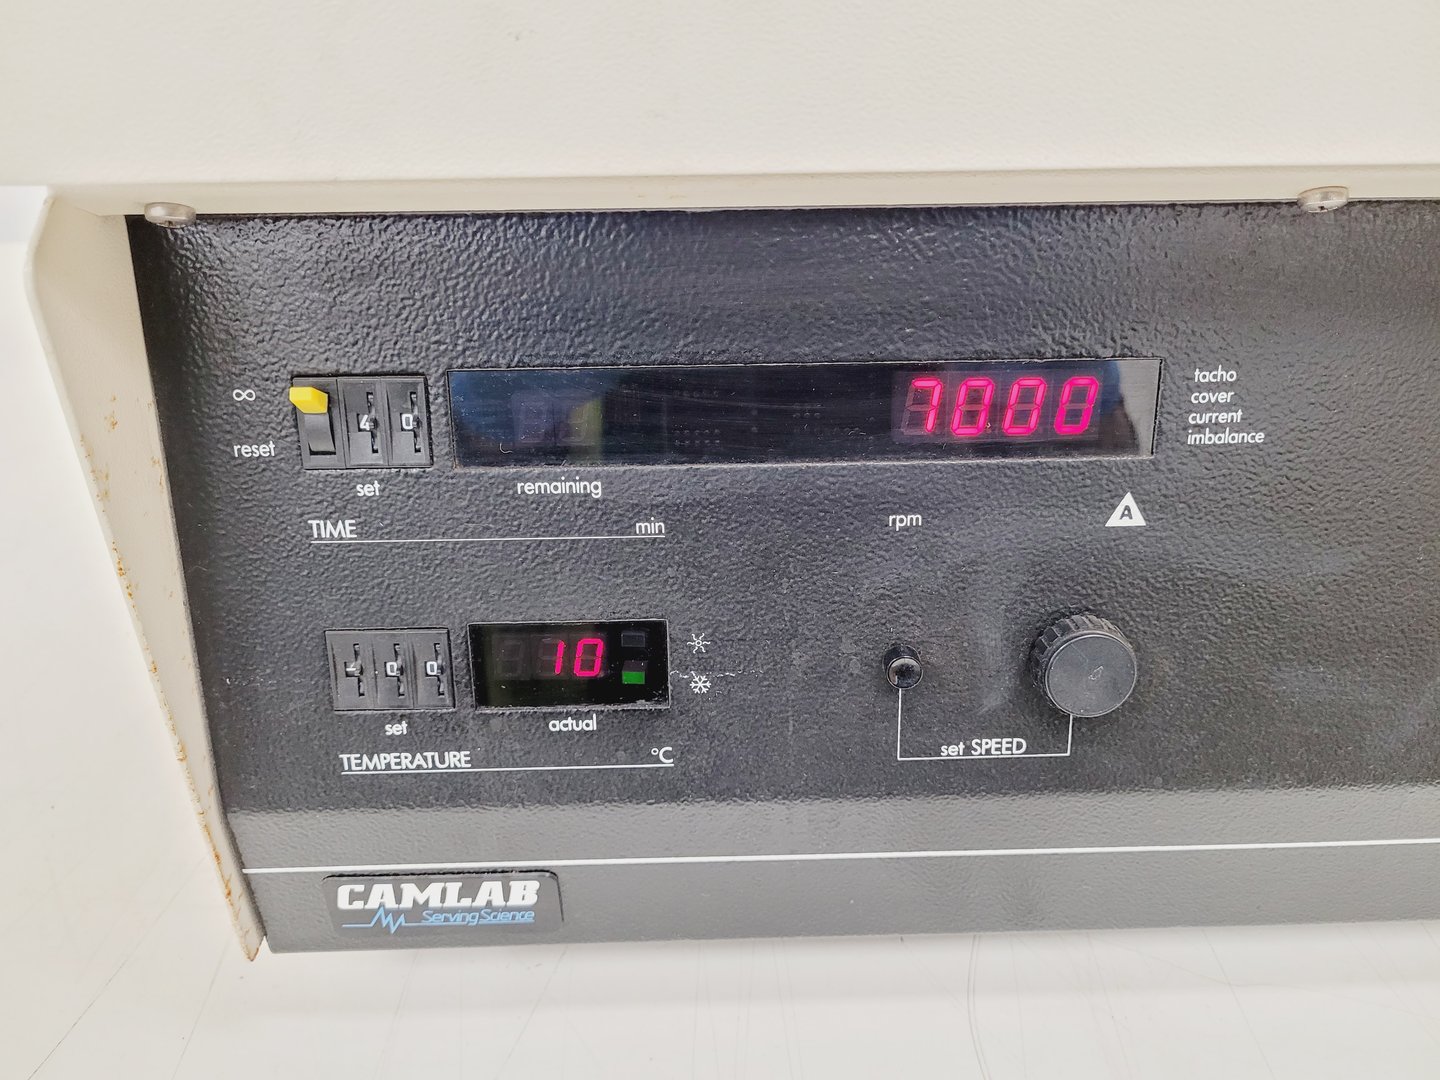 ∞
reset
4 0
set
7000
tacho
cover
current
imbalance
remaining
TIME min
rpm
A
- 0 0
10
set
actual
TEMPERATURE °C
set SPEED
CAMLAB
Serving Science